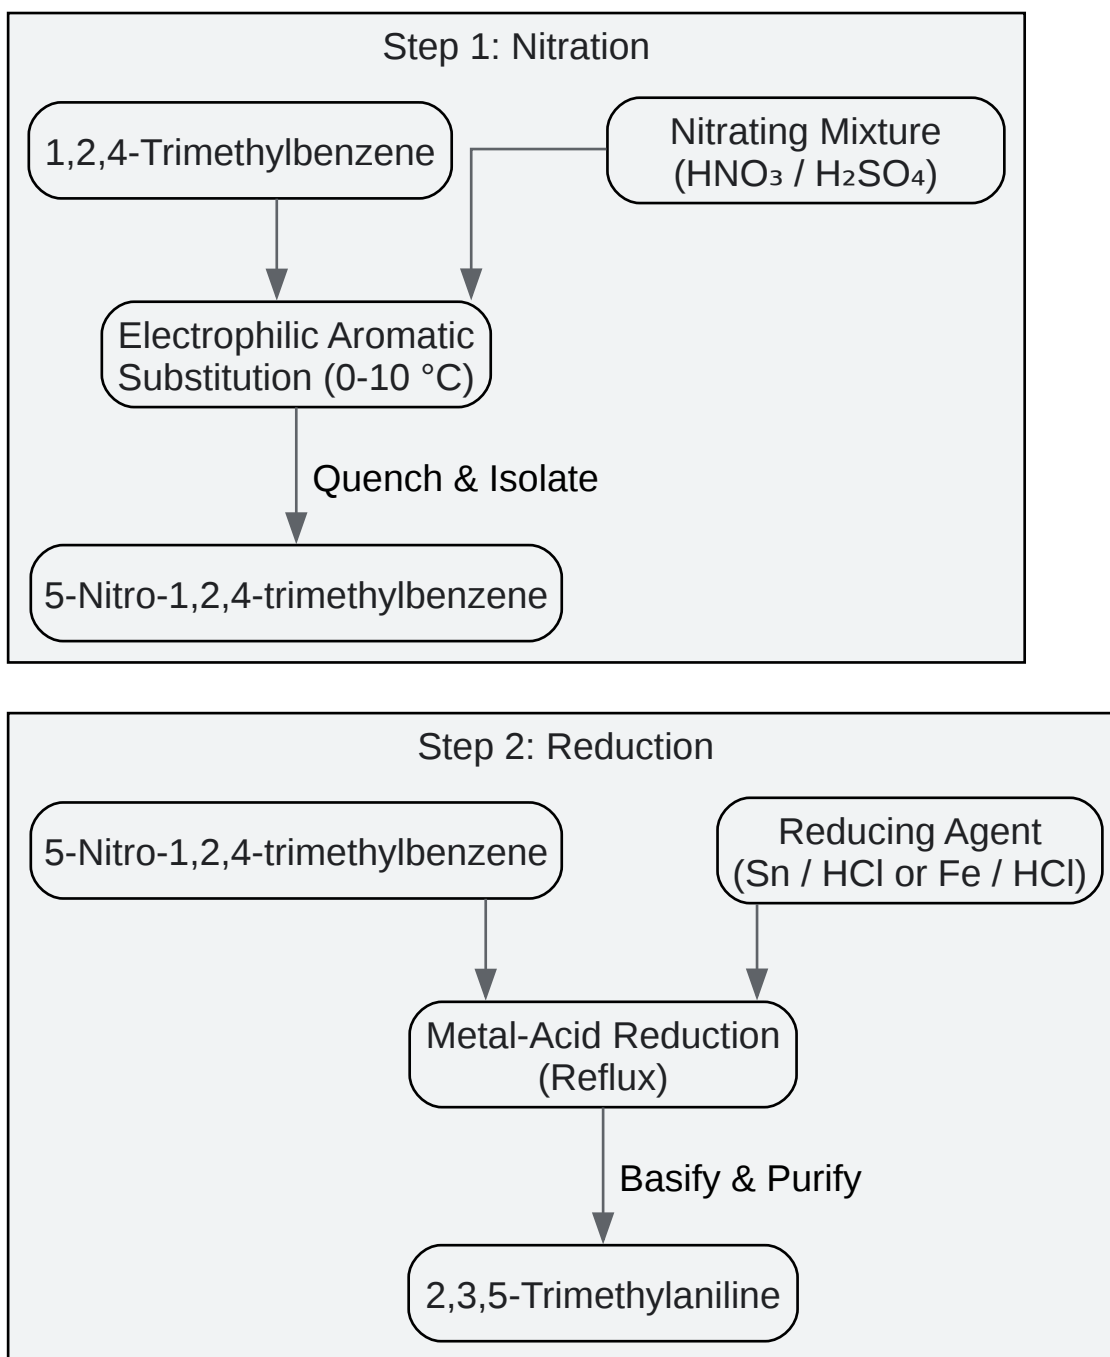 Step 1: Nitration
1,2,4-Trimethylbenzene
Nitrating Mixture
(HNO₃ / H₂SO₄)
Electrophilic Aromatic
Substitution (0-10 °C)
Quench & Isolate
5-Nitro-1,2,4-trimethylbenzene
Step 2: Reduction
5-Nitro-1,2,4-trimethylbenzene
Reducing Agent
(Sn / HCl or Fe / HCl)
Metal-Acid Reduction
(Reflux)
Basify & Purify
2,3,5-Trimethylaniline